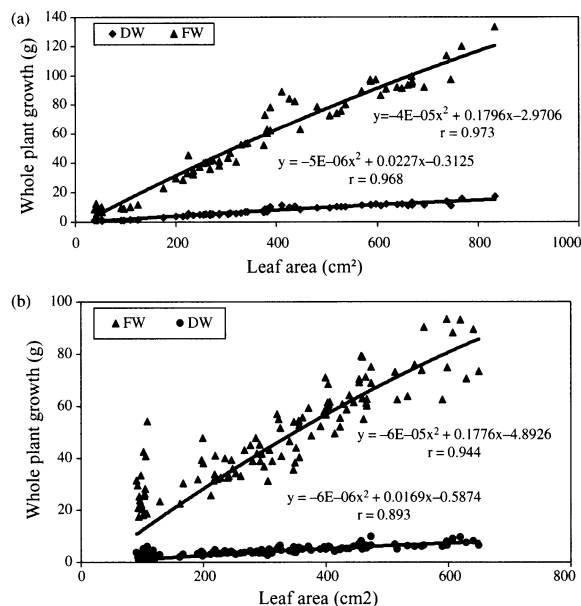 (a)
DW FW
Whole plant growth (g)
140
120
100
80
60
40
20
0
y=−4E−05x² + 0.1796x−2.9706
r = 0.973
y = −5E−06x² + 0.0227x−0.3125
r = 0.968
0 200 400 600 800 1000
Leaf area (cm²)
(b)
FW DW
Whole plant growth (g)
100
80
60
40
20
0
y = −6E−05x² + 0.1776x−4.8926
r = 0.944
y = −6E−06x² + 0.0169x−0.5874
r = 0.893
0 200 400 600 800
Leaf area (cm2)